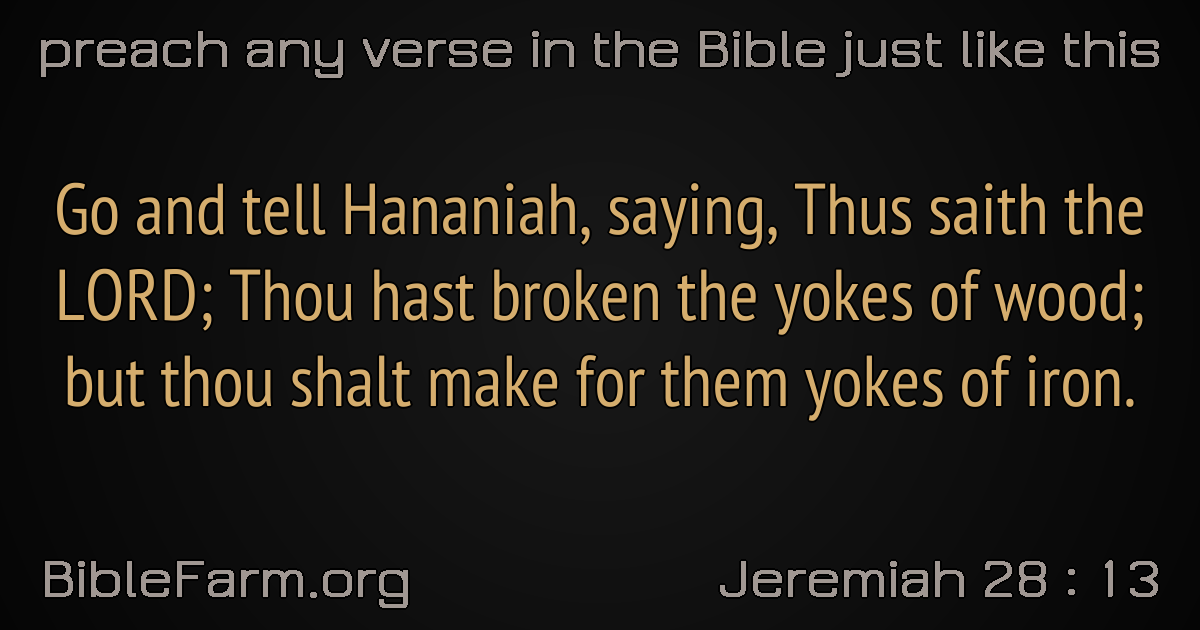 preach any verse in the Bible just like this
Go and tell Hananiah, saying, Thus saith the
LORD; Thou hast broken the yokes of wood;
but thou shalt make for them yokes of iron.
BibleFarm.org
Jeremiah 28 : 13